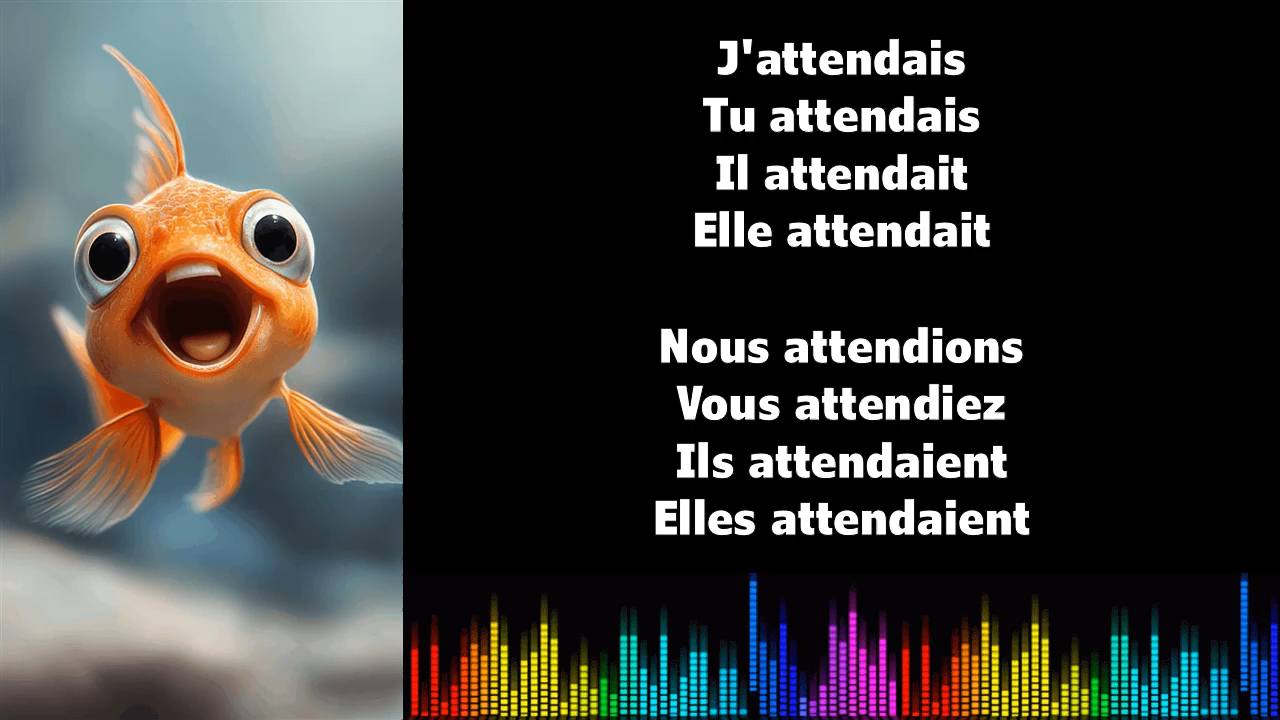 J'attendais
Tu attendais
Il attendait
Elle attendait
Nous attendions
Vous attendiez
Ils attendaient
Elles attendaient